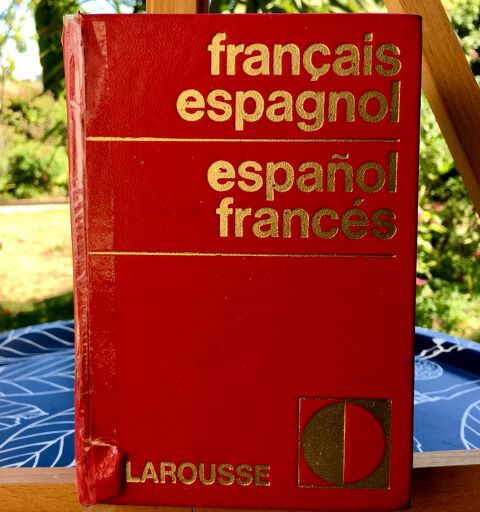 français
espagnol
español
francés
LAROUSSE